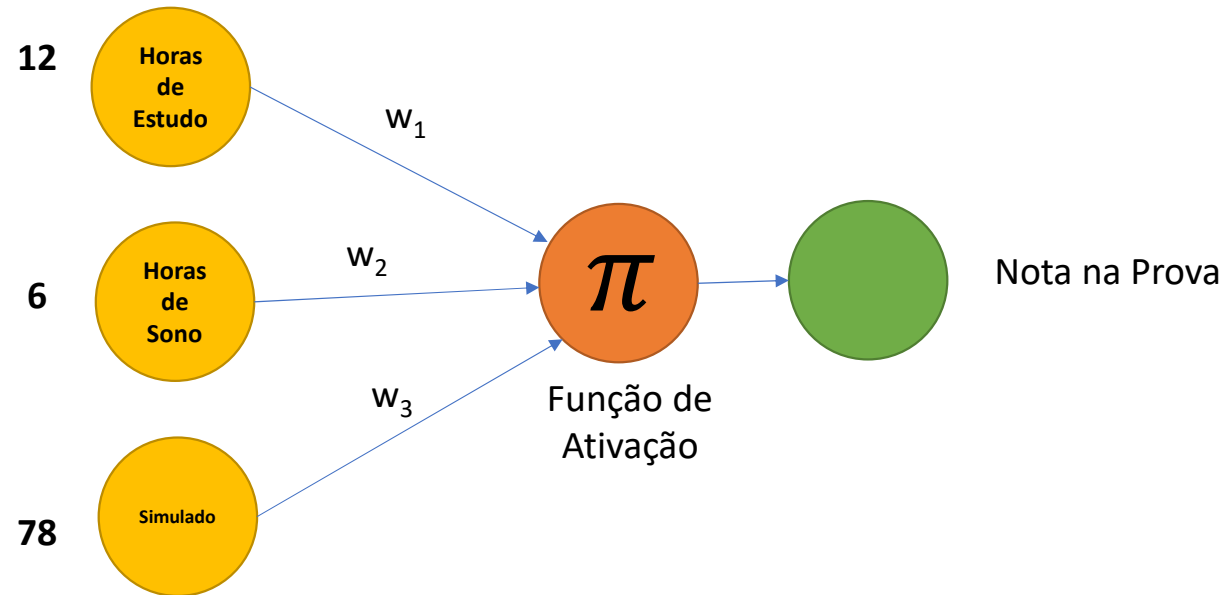 12
Horas
de
Estudo
w₁
6
Horas
de
Sono
w₂
78
Simulado
w₃
π
Função de
Ativação
Nota na Prova